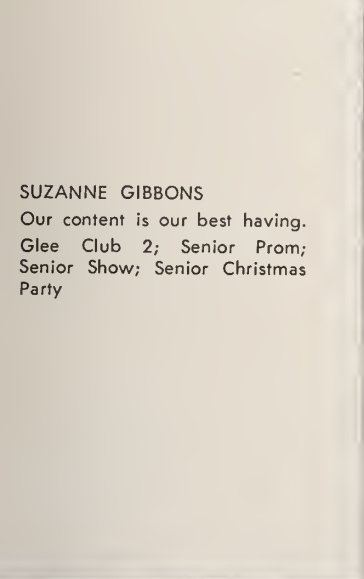 SUZANNE GIBBONS
Our content is our best having.
Glee Club 2; Senior Prom;
Senior Show; Senior Christmas
Party